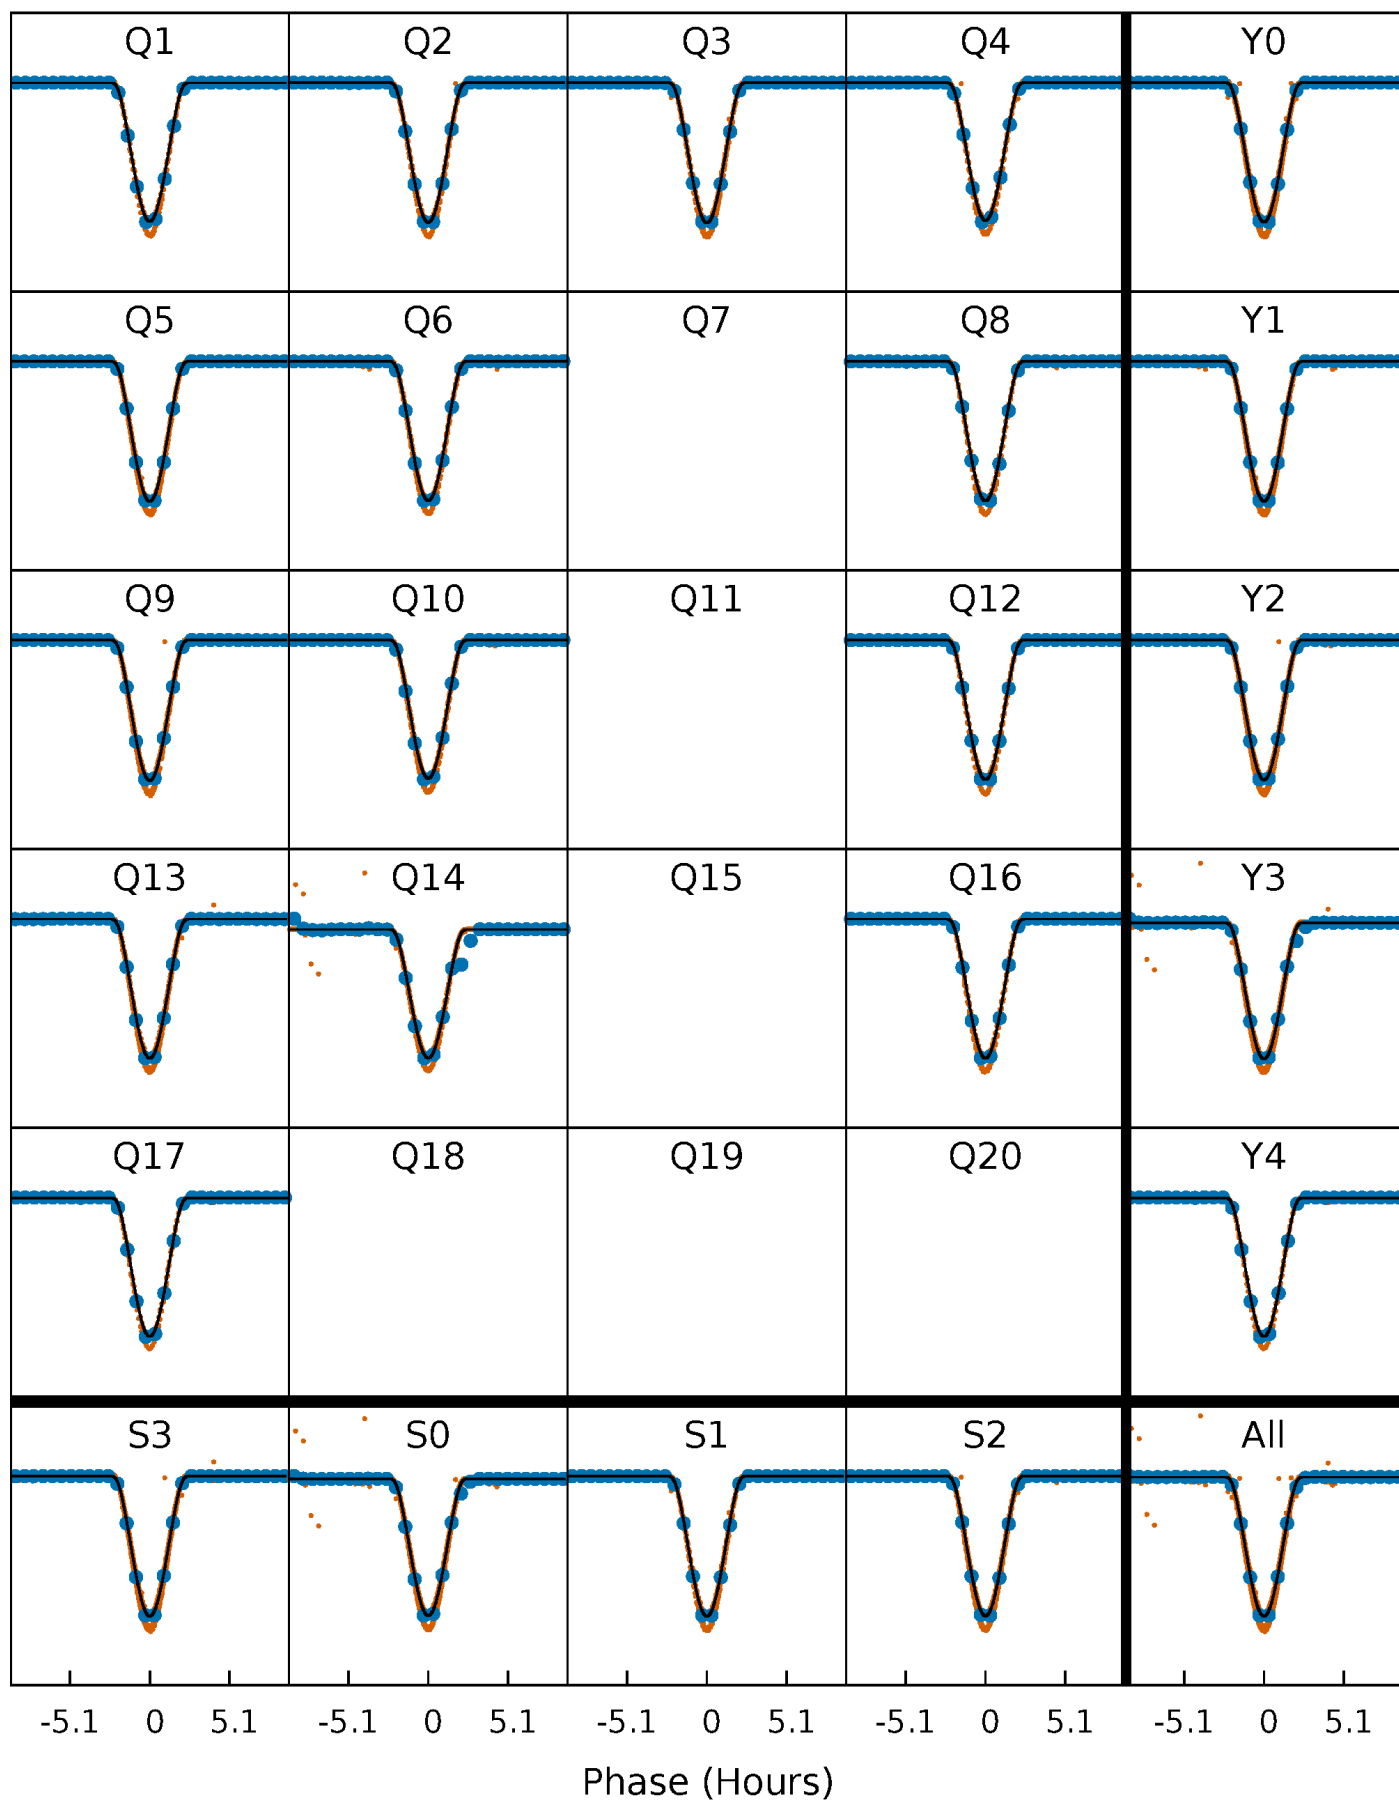 Q1 Q2 Q3 Q4 Y0
Q5 Q6 Q7 Q8 Y1
Q9 Q10 Q11 Q12 Y2
Q13 Q14 Q15 Q16 Y3
Q17 Q18 Q19 Q20 Y4
S3 S0 S1 S2 All
-5.1 0 5.1 -5.1 0 5.1 -5.1 0 5.1 -5.1 0 5.1 -5.1 0 5.1
Phase (Hours)